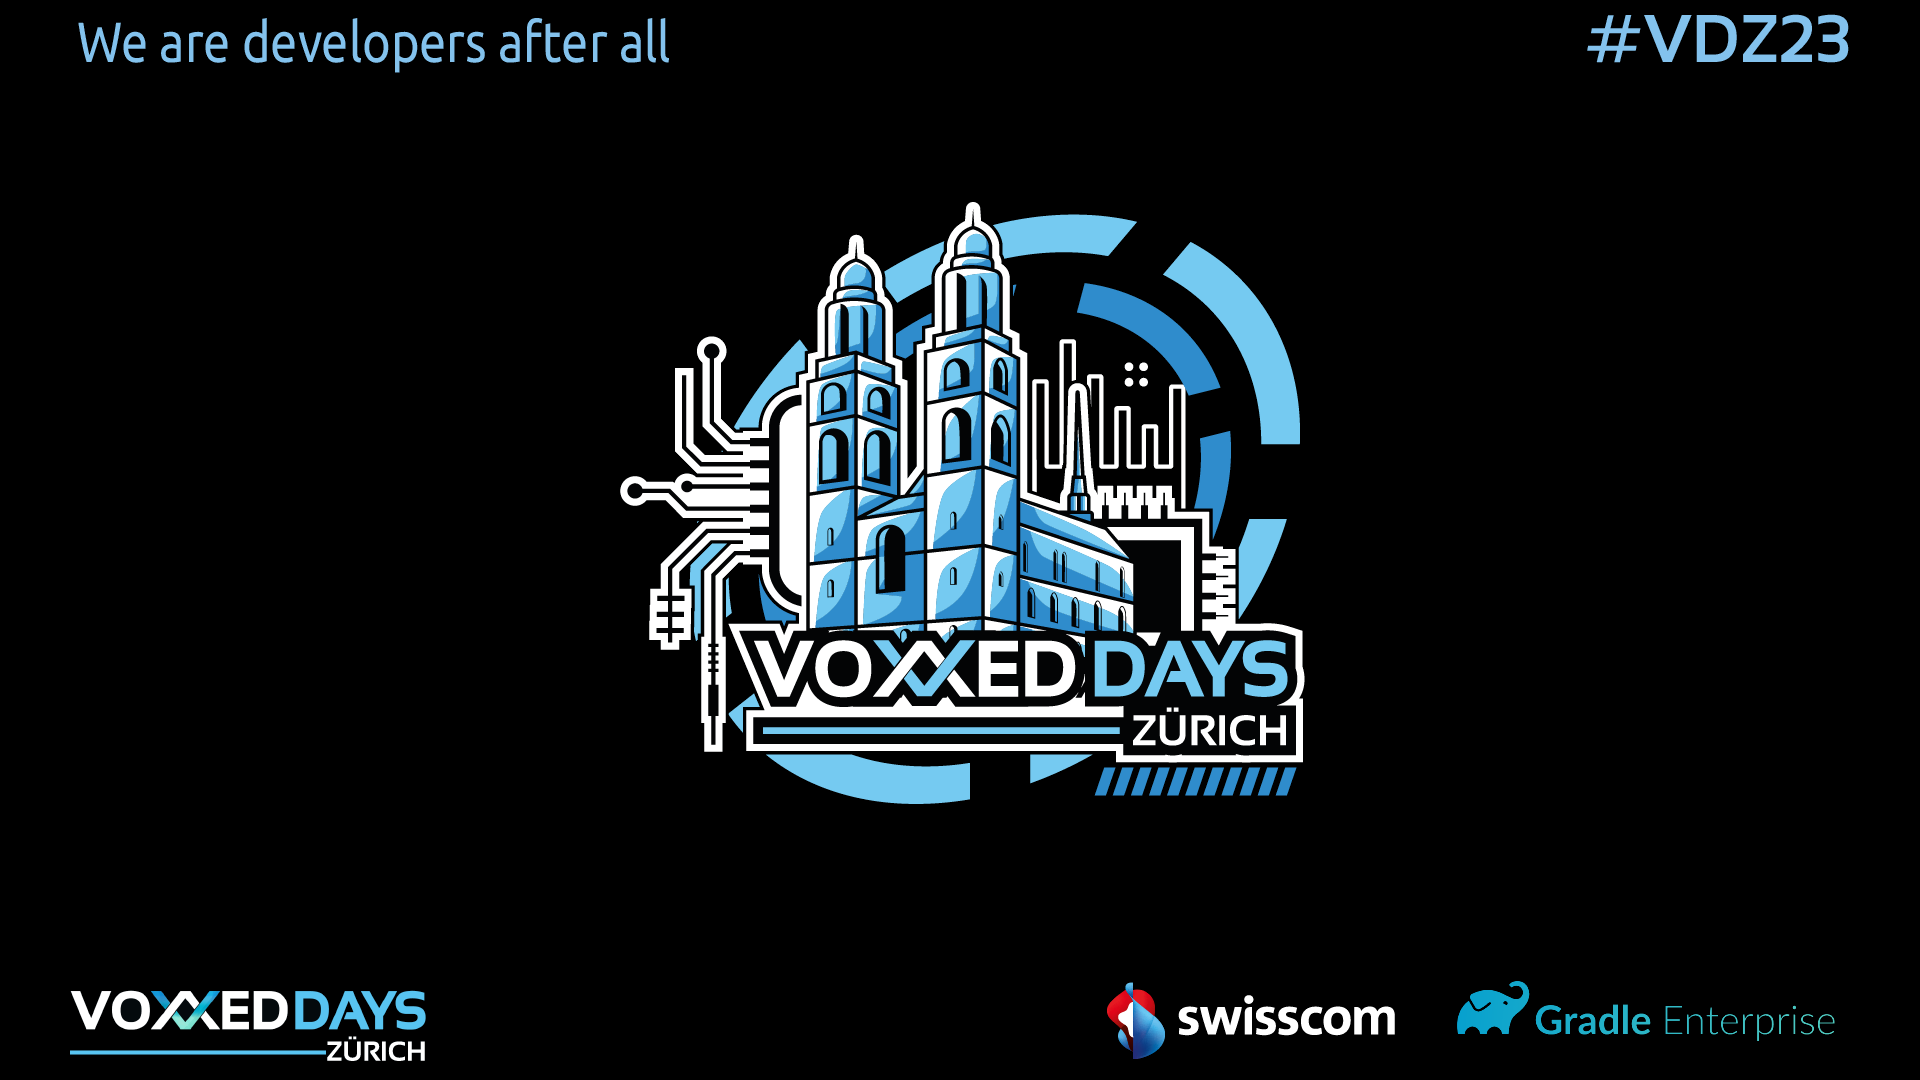 We are developers after all
#VDZ23
VOXXED DAYS
ZÜRICH
VOXXED DAYS
ZÜRICH
swisscom
Gradle Enterprise